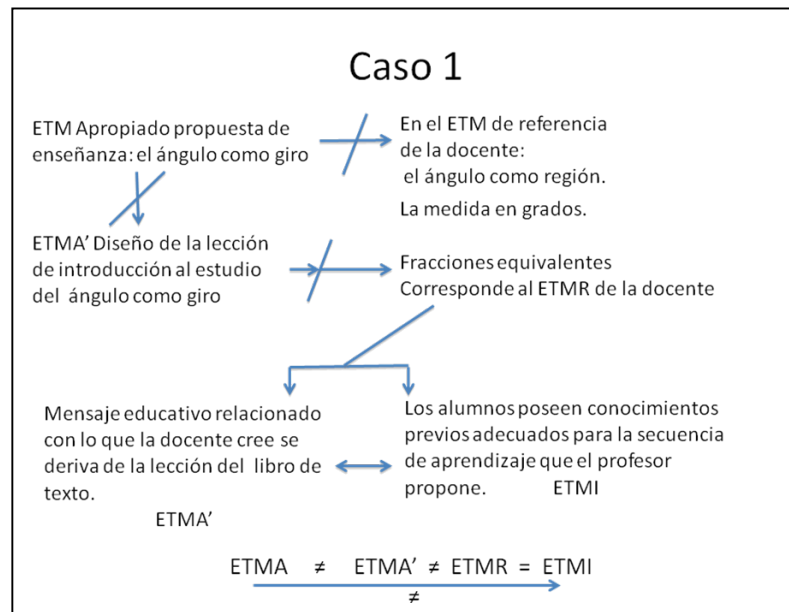 Caso 1
ETM Apropiado propuesta de
enseñanza: el ángulo como giro
En el ETM de referencia
de la docente:
el ángulo como región.
La medida en grados.
ETMA' Diseño de la lección
de introducción al estudio
del ángulo como giro
Fracciones equivalentes
Corresponde al ETMR de la docente
Mensaje educativo relacionado
con lo que la docente cree se
deriva de la lección del libro de
texto.
ETMA'
Los alumnos poseen conocimientos
previos adecuados para la secuencia
de aprendizaje que el profesor
propone. ETMI
ETMA ≠ ETMA' ≠ ETMR = ETMI
≠